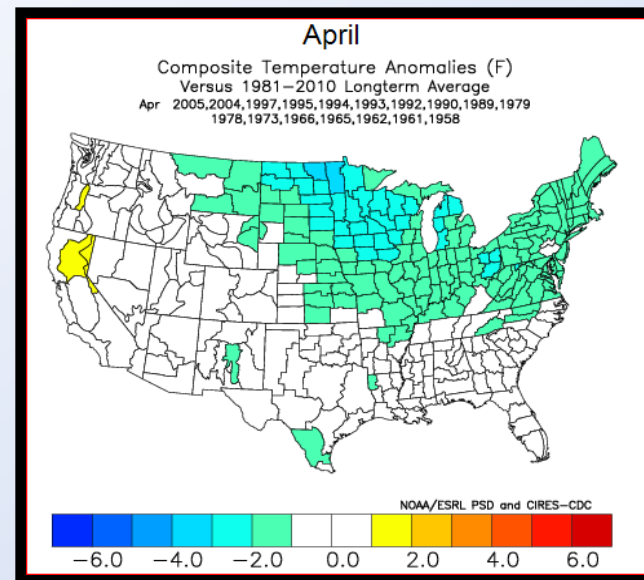 April
Composite Temperature Anomalies (F)
Versus 1981–2010 Longterm Average
Apr 2005,2004,1997,1995,1994,1993,1992,1990,1989,1979
1978,1973,1966,1965,1962,1961,1958
NOAA/ESRL PSD and CIRES–CDC
-6.0 -4.0 -2.0 0.0 2.0 4.0 6.0